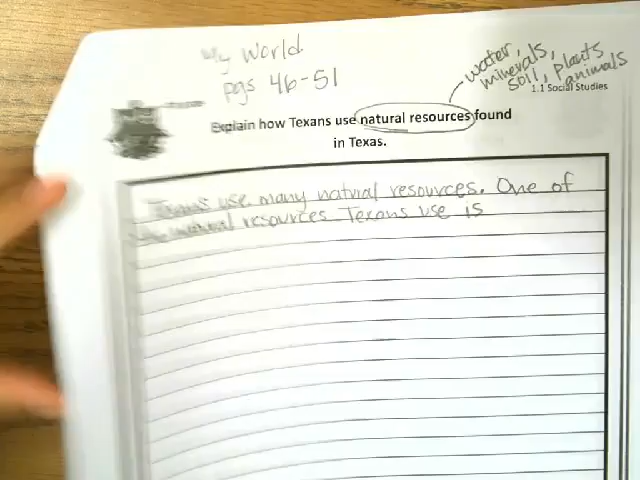 My World
pgs 46-51
water,
minerals,
soil, plants
animals
1.1 Social Studies
Explain how Texans use natural resources found
in Texas.
Texans use many natural resources. One of
the natural resources Texans use is